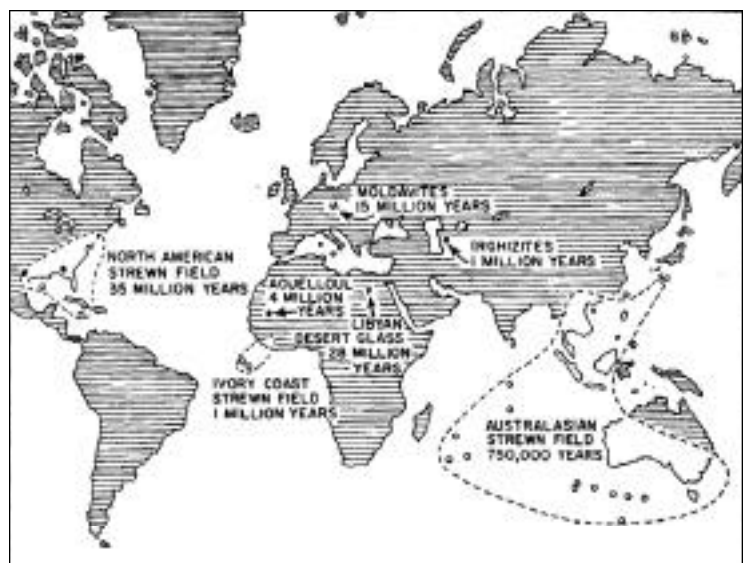 MOLDAVITES
15 MILLION YEARS
IRGHIZITES
1 MILLION YEARS
NORTH AMERICAN
STREWN FIELD
35 MILLION YEARS
AOUELLOUL
4 MILLION
YEARS
LIBYAN
DESERT GLASS
28 MILLION
YEARS
IVORY COAST
STREWN FIELD
1 MILLION YEARS
AUSTRALASIAN
STREWN FIELD
750,000 YEARS